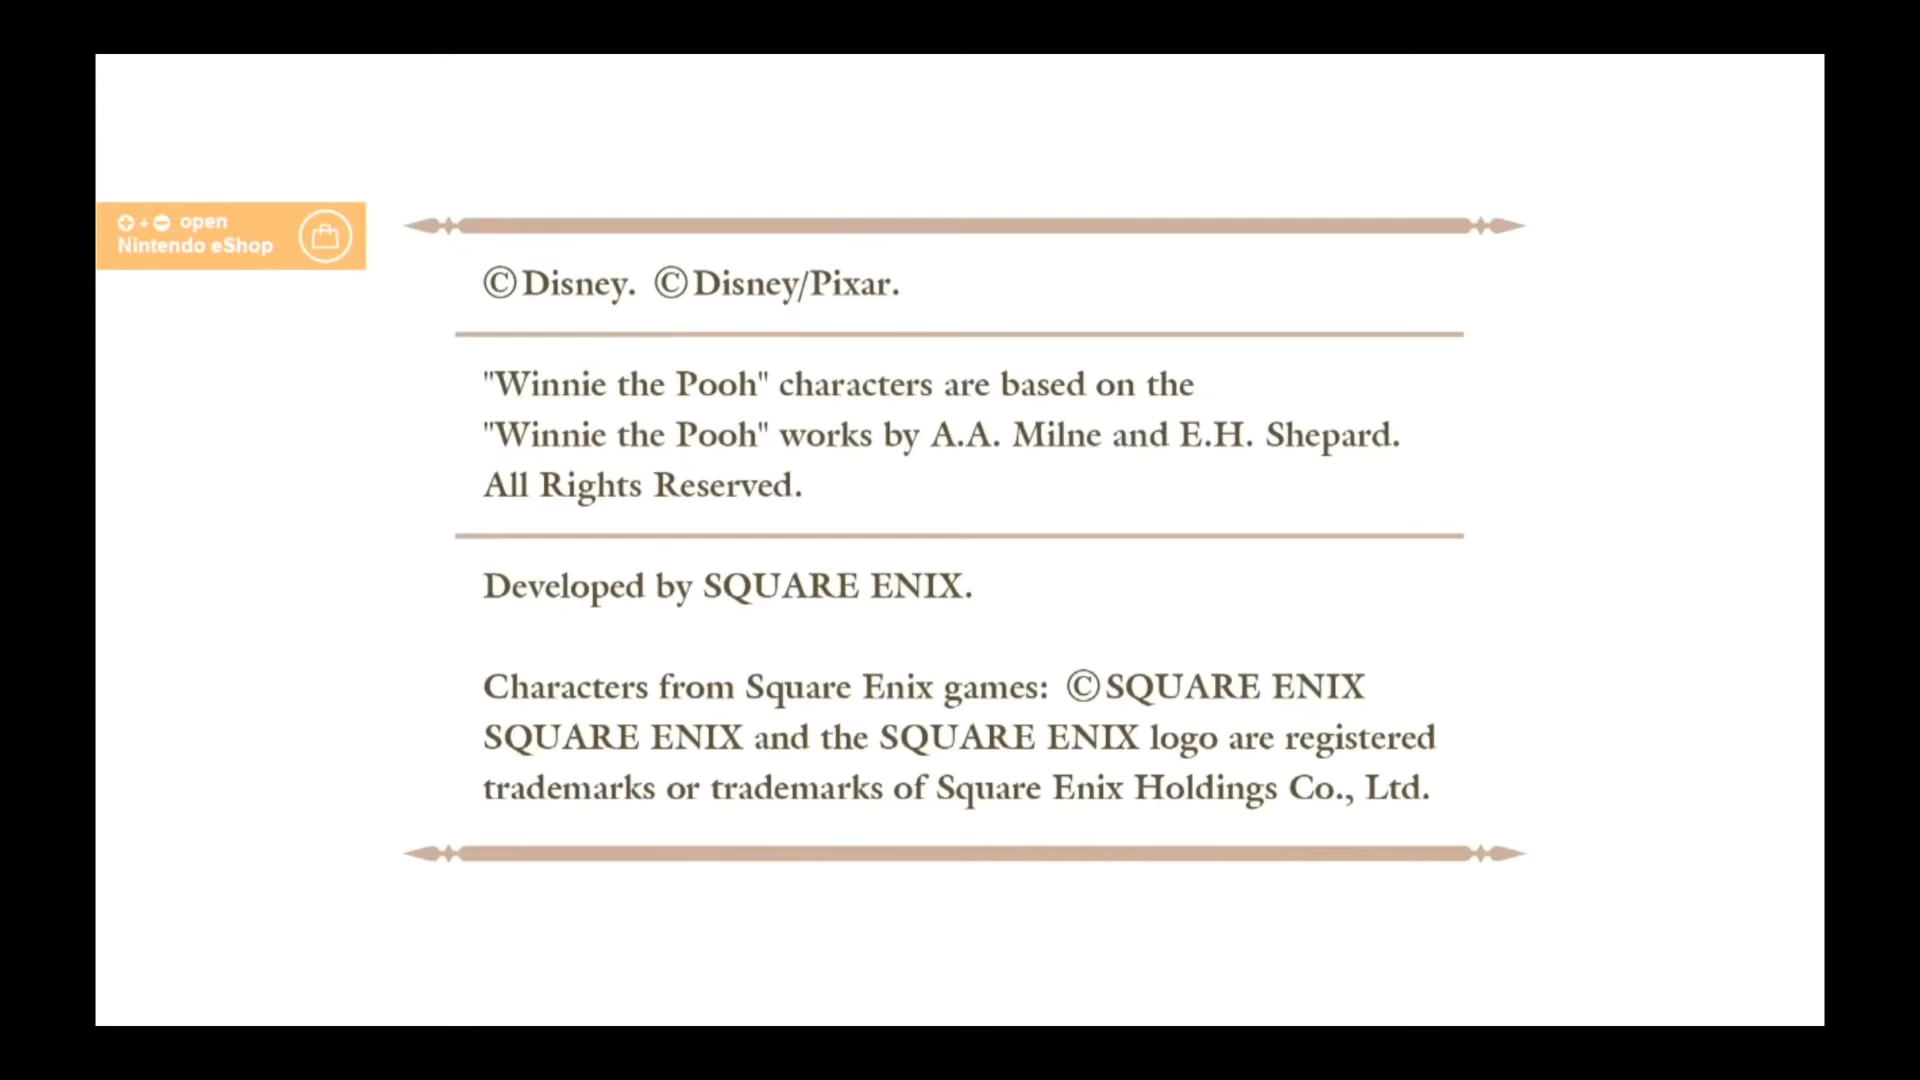 + open
Nintendo eShop
©Disney. ©Disney/Pixar.
"Winnie the Pooh" characters are based on the
"Winnie the Pooh" works by A.A. Milne and E.H. Shepard.
All Rights Reserved.
Developed by SQUARE ENIX.
Characters from Square Enix games: ©SQUARE ENIX
SQUARE ENIX and the SQUARE ENIX logo are registered
trademarks or trademarks of Square Enix Holdings Co., Ltd.